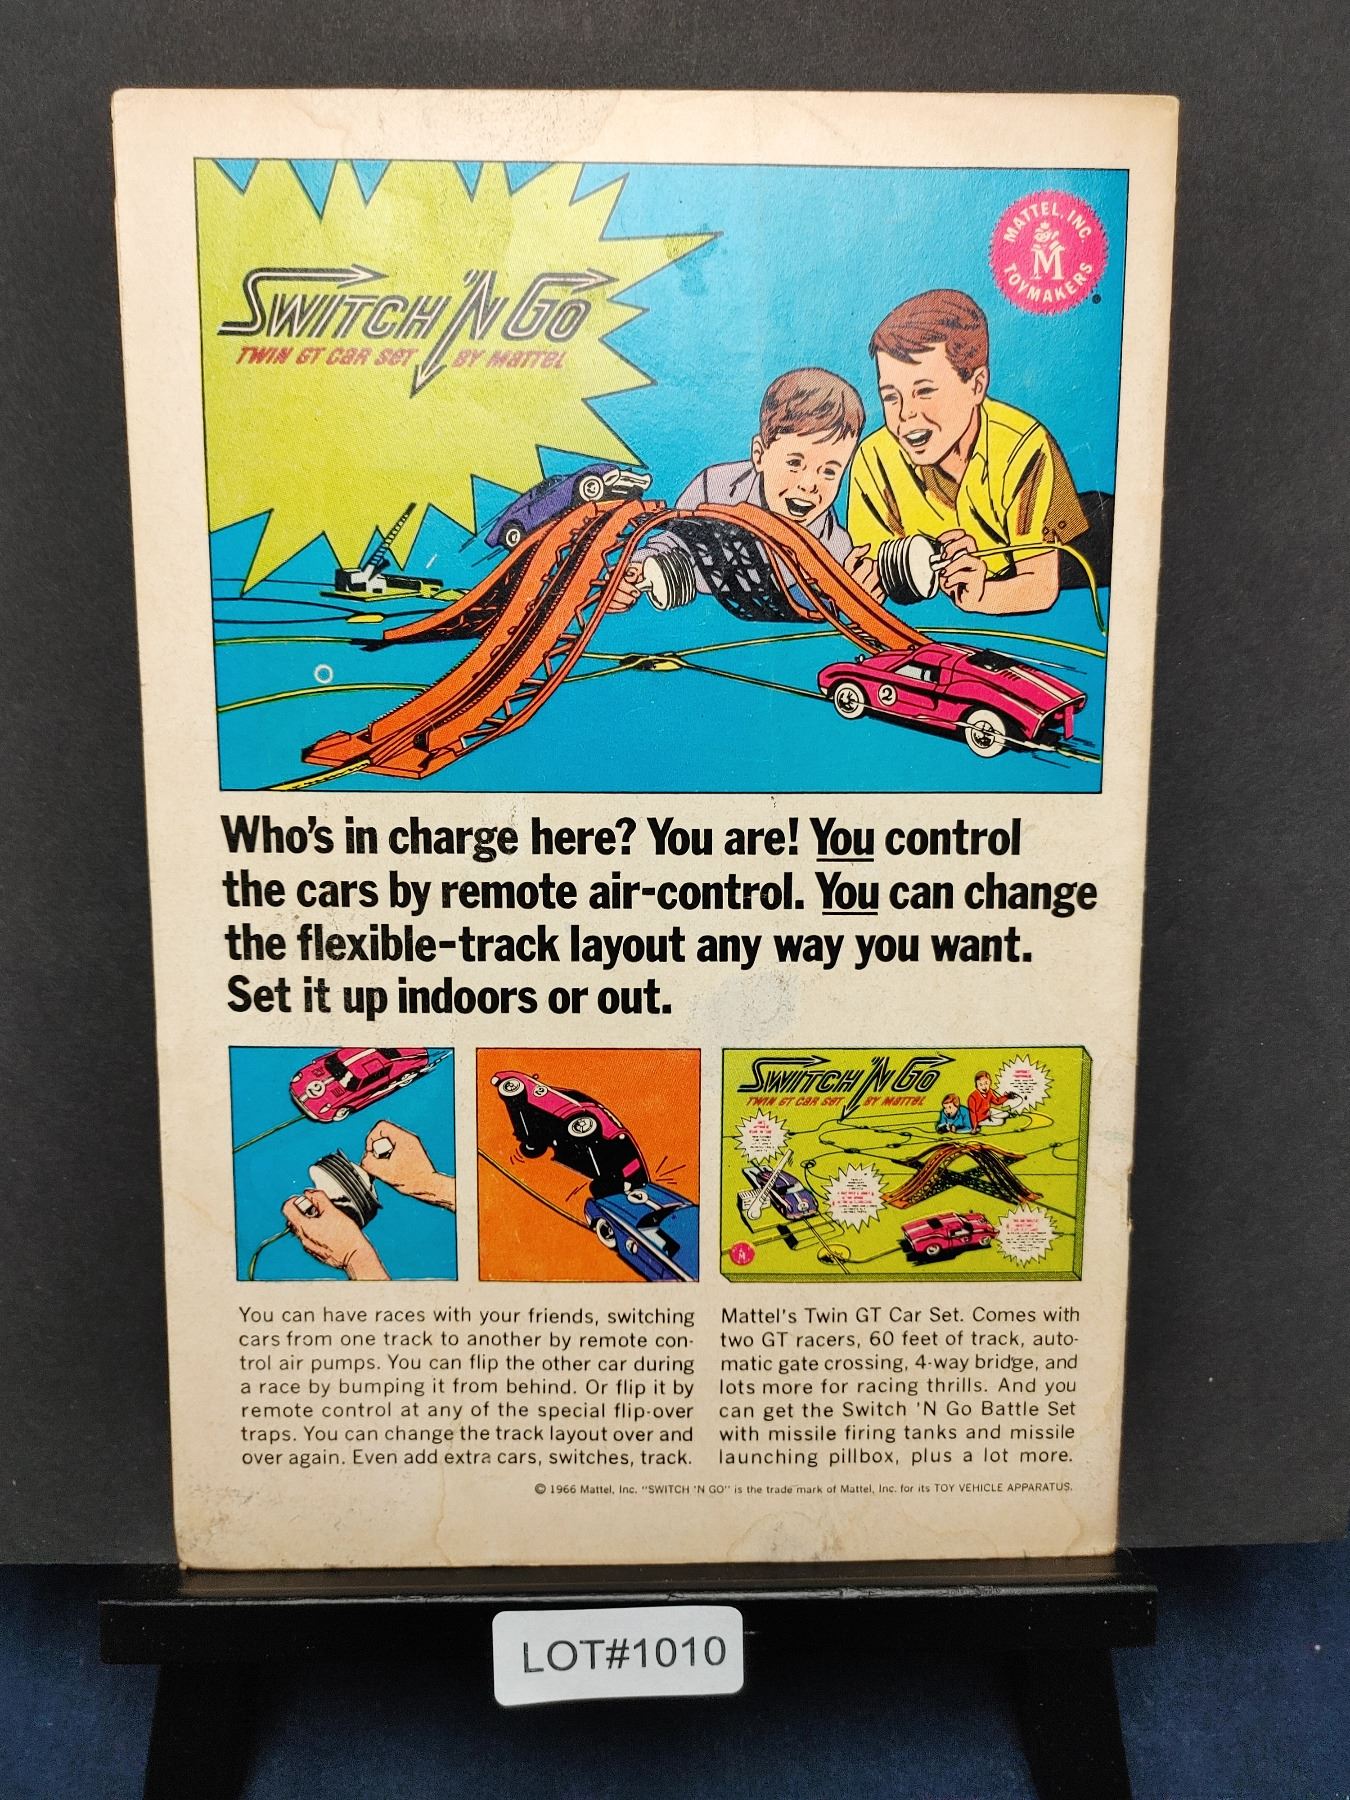 SWITCH 'N GO
TWIN GT CAR SET BY MATTEL
MATTEL, INC.
M
TOYMAKERS
2
Who's in charge here? You are! You control
the cars by remote air-control. You can change
the flexible-track layout any way you want.
Set it up indoors or out.
2
SWITCH 'N GO
TWIN GT CAR SET BY MATTEL
M
You can have races with your friends, switching
cars from one track to another by remote con-
trol air pumps. You can flip the other car during
a race by bumping it from behind. Or flip it by
remote control at any of the special flip-over
traps. You can change the track layout over and
over again. Even add extra cars, switches, track.
Mattel's Twin GT Car Set. Comes with
two GT racers, 60 feet of track, auto-
matic gate crossing, 4-way bridge, and
lots more for racing thrills. And you
can get the Switch 'N Go Battle Set
with missile firing tanks and missile
launching pillbox, plus a lot more.
© 1966 Mattel, Inc. "SWITCH 'N GO" is the trade mark of Mattel, Inc. for its TOY VEHICLE APPARATUS.
LOT#1010